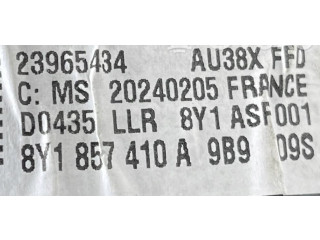 23965434 AU38X FFD
C: MS 20240205 FRANCE
D0435 LLR 8Y1 ASF001
8Y1 857 410 A 9B9 09S